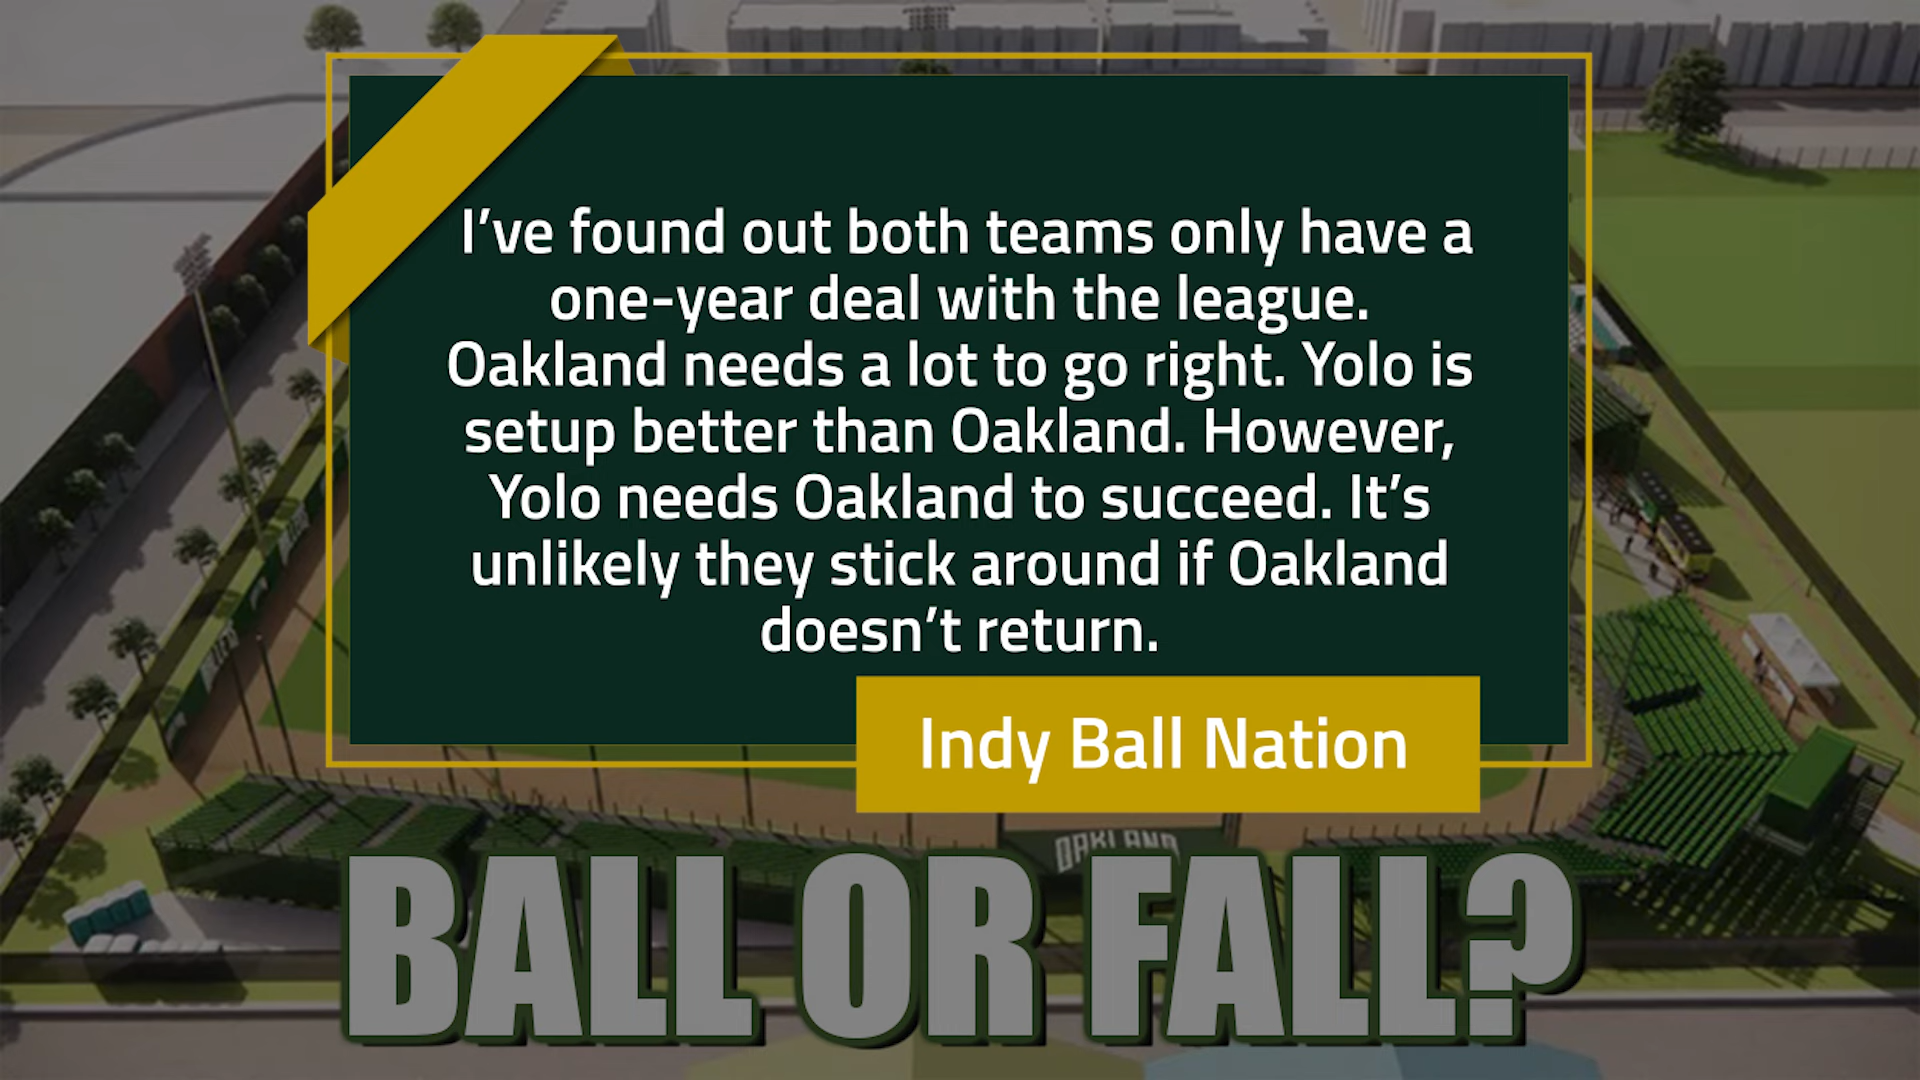 I’ve found out both teams only have a
one-year deal with the league.
Oakland needs a lot to go right. Yolo is
setup better than Oakland. However,
Yolo needs Oakland to succeed. It’s
unlikely they stick around if Oakland
doesn’t return.
Indy Ball Nation
OAKLAND
BALL OR FALL?